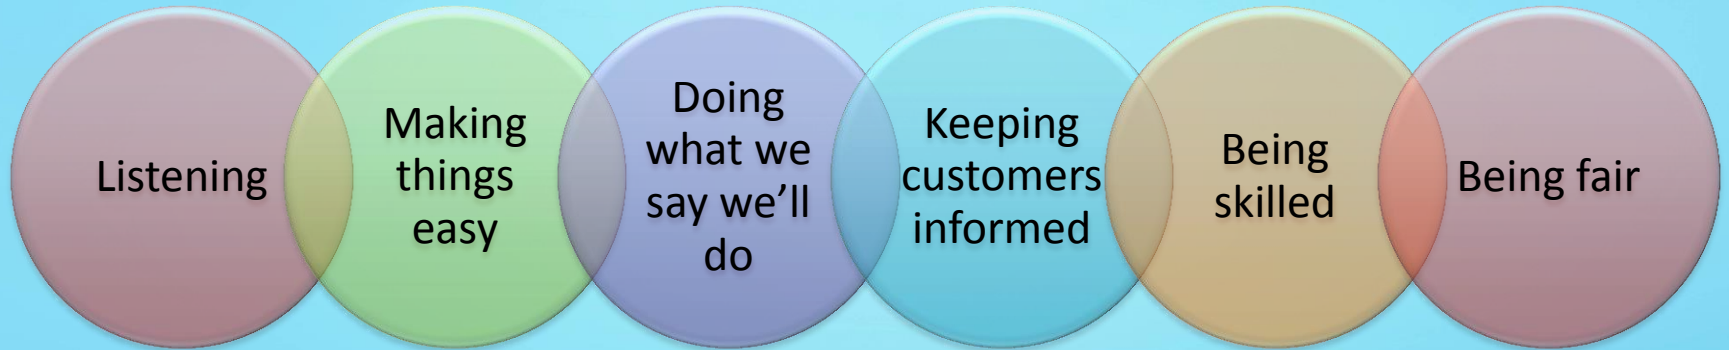 Listening
Making
things
easy
Doing
what we
say we’ll
do
Keeping
customers
informed
Being
skilled
Being fair